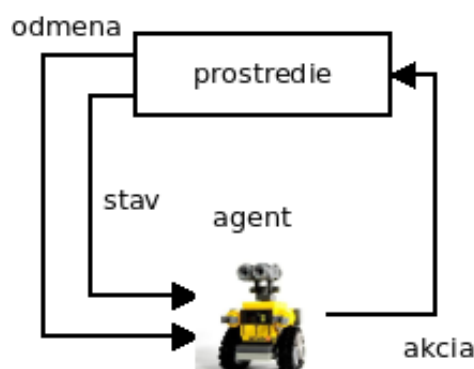 odmena
prostredie
stav
agent
akcia